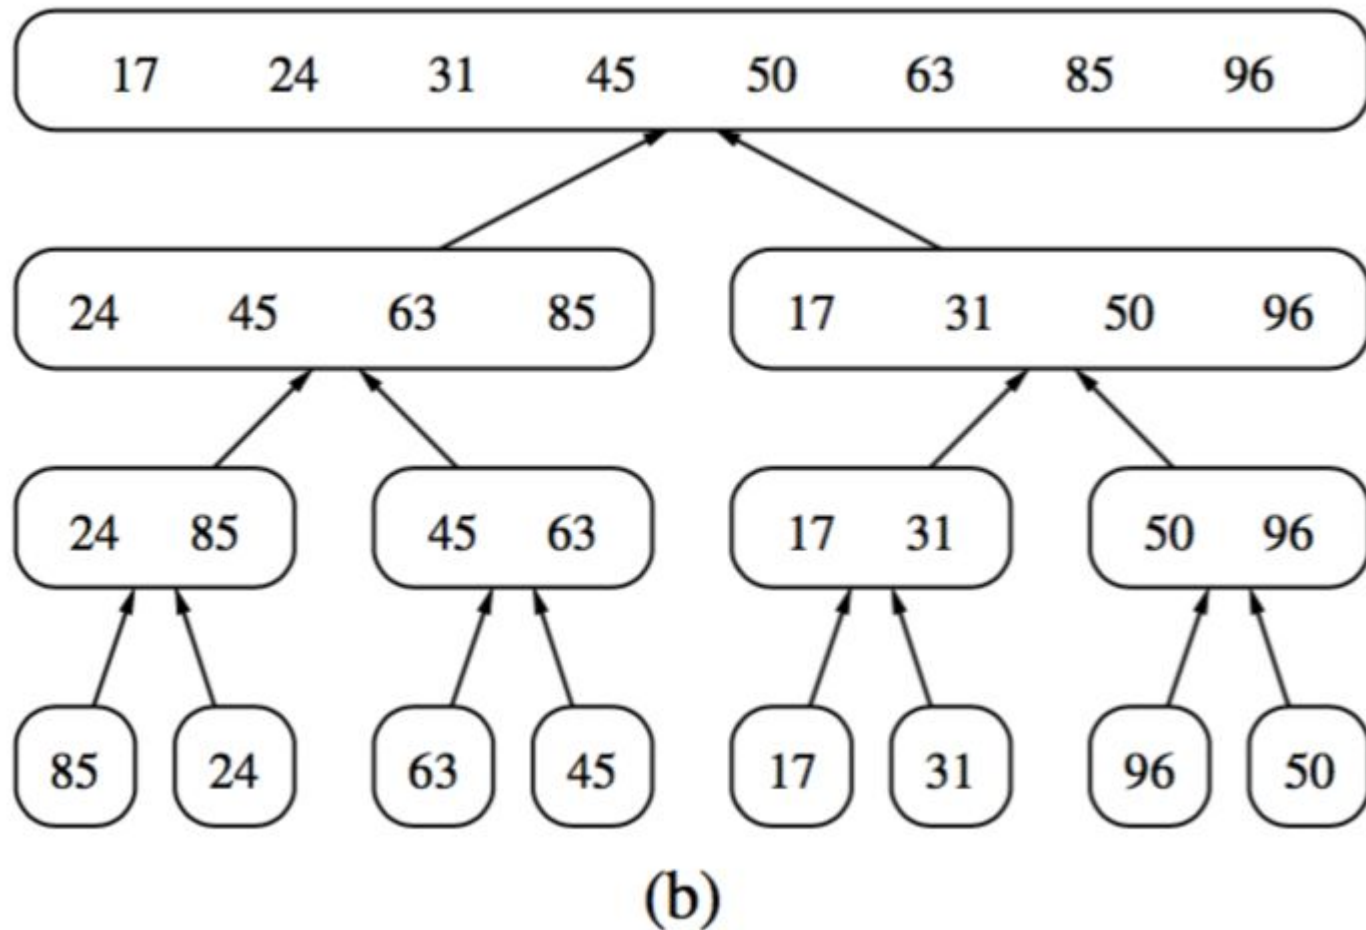 17 24 31 45 50 63 85 96
24 45 63 85 17 31 50 96
24 85 45 63 17 31 50 96
85 24 63 45 17 31 96 50
(b)